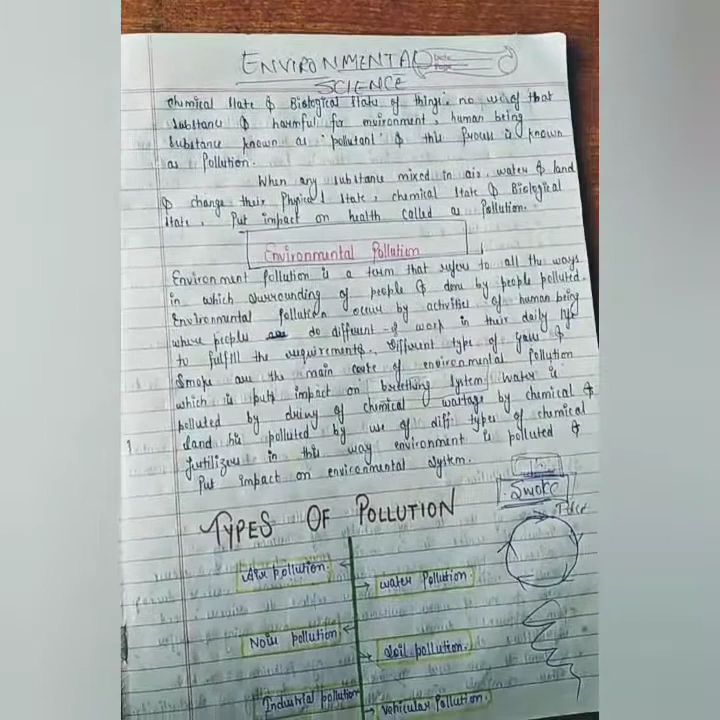 ENVIRONMENTAL
SCIENCE
Date
Page
chemical state & Biological state of things. no use of that
substance & harmful for environment, human being
substance known as 'pollutant' & this process is known
as Pollution.
When any substance mixed in air, water & land
& change their Physical state, chemical state & Biological
state, Put impact on health called as Pollution.
Environmental Pollution
Environment Pollution is a term that refers to all the ways
in which surrounding of people & done by people polluted.
Environmental Pollution occur by activities of human being
where people do different of work in their daily life
to fulfill the requirements. Different type of gases &
Smoke are the main cause of environmental Pollution
which is puts impact on breathing system. Water is
polluted by of chemical wastage by chemical &
land polluted by use of diff. types of chemical
fertilizers in this way environment is polluted &
Put impact on environmental system.
Smoke
TYPES OF POLLUTION
Air pollution.
water Pollution.
Noise pollution
Soil pollution.
Industrial pollution
Vehicular Pollution.